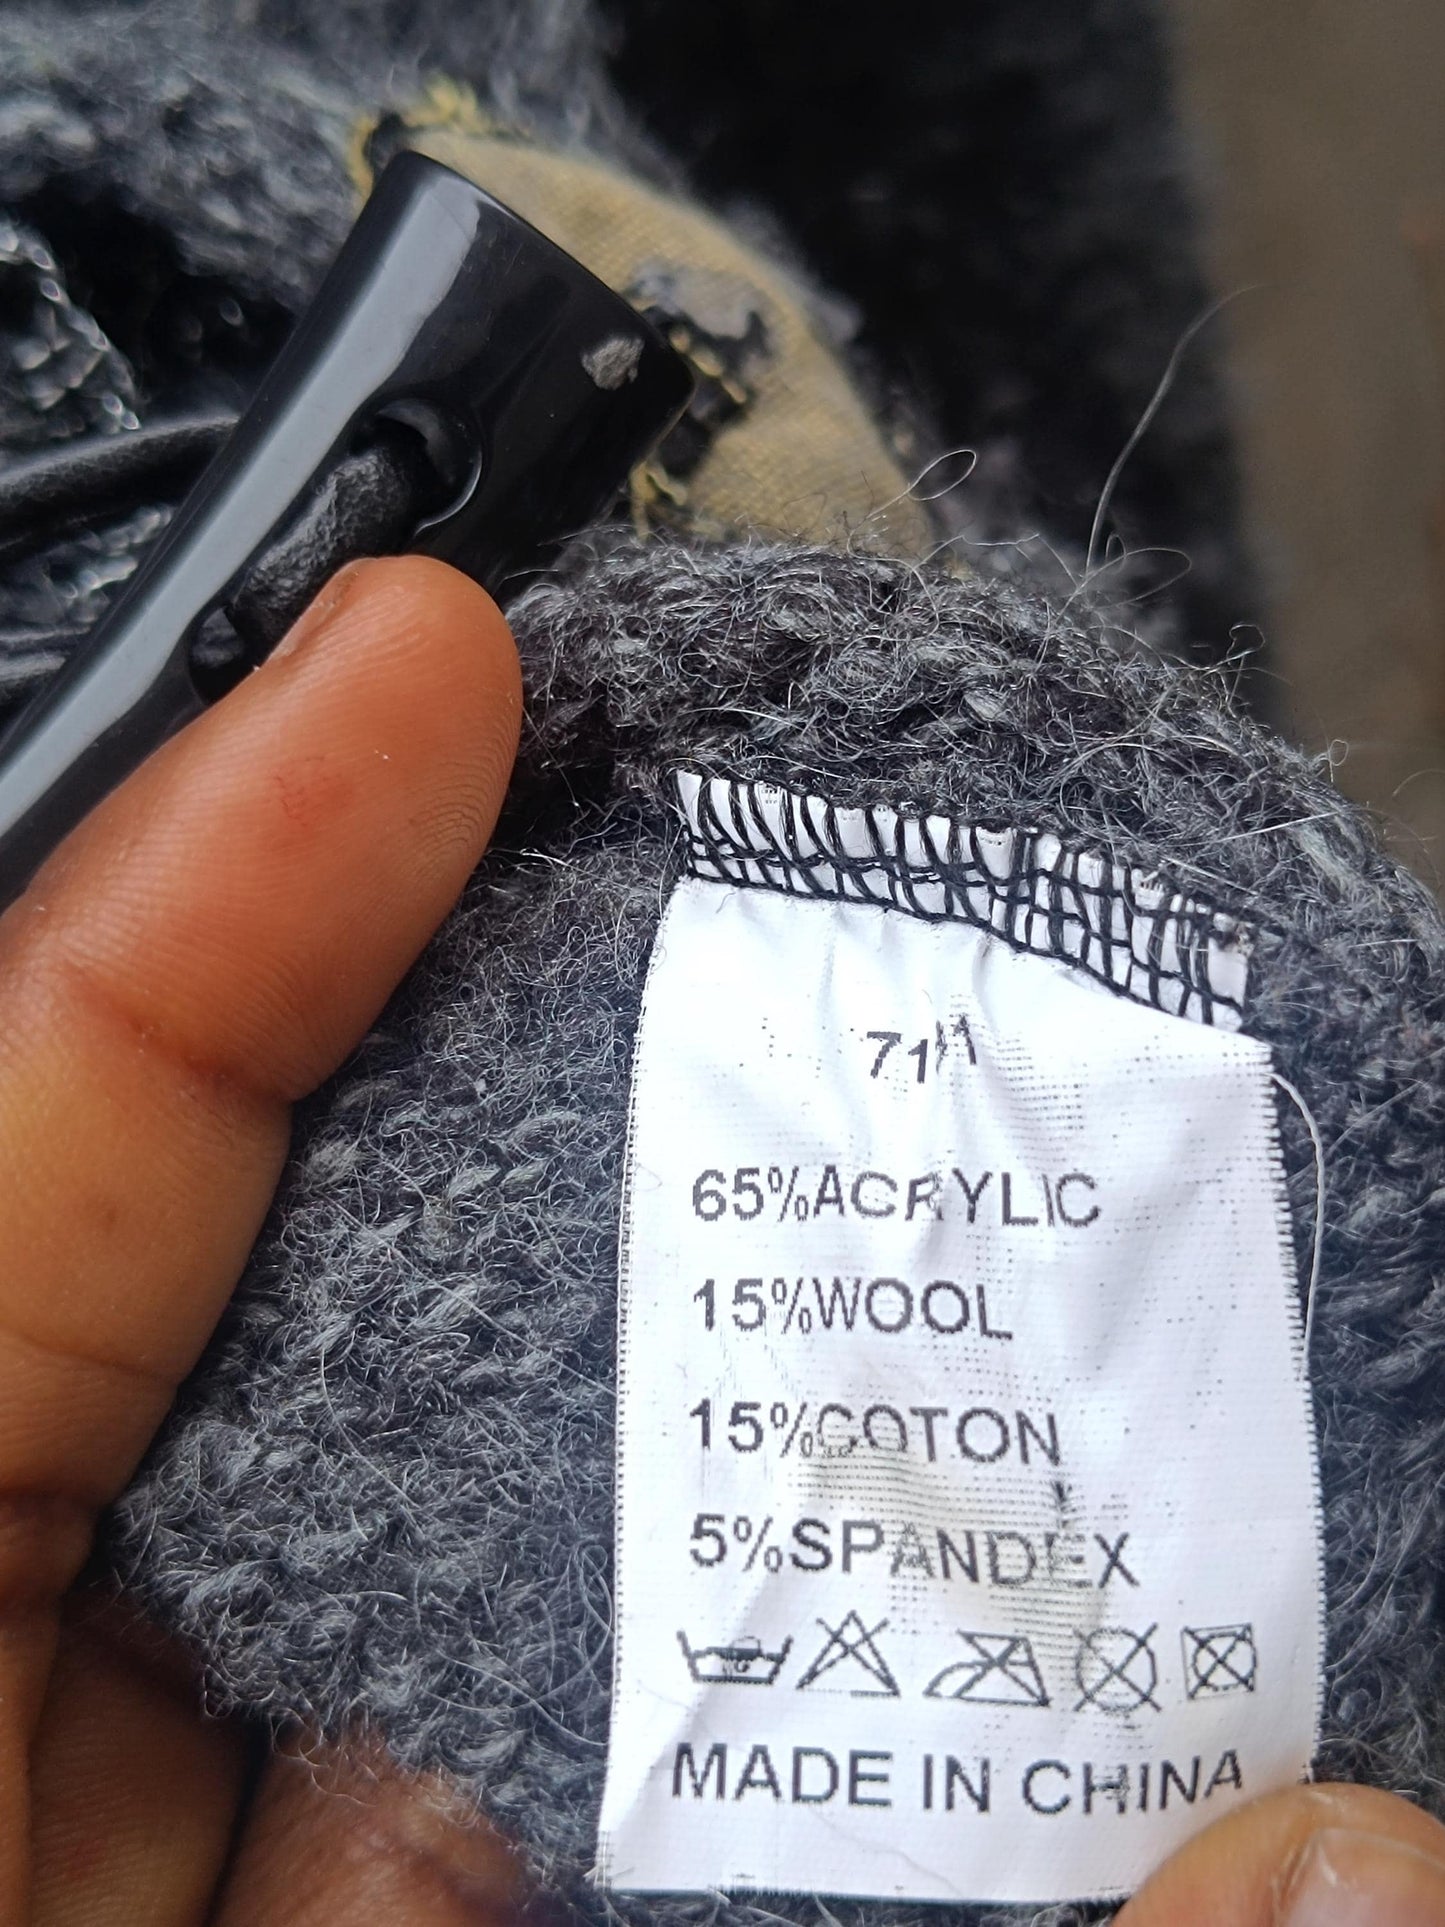 65%ACRYLIC
15%WOOL
15%COTON
5%SPANDEX
MADE IN CHINA